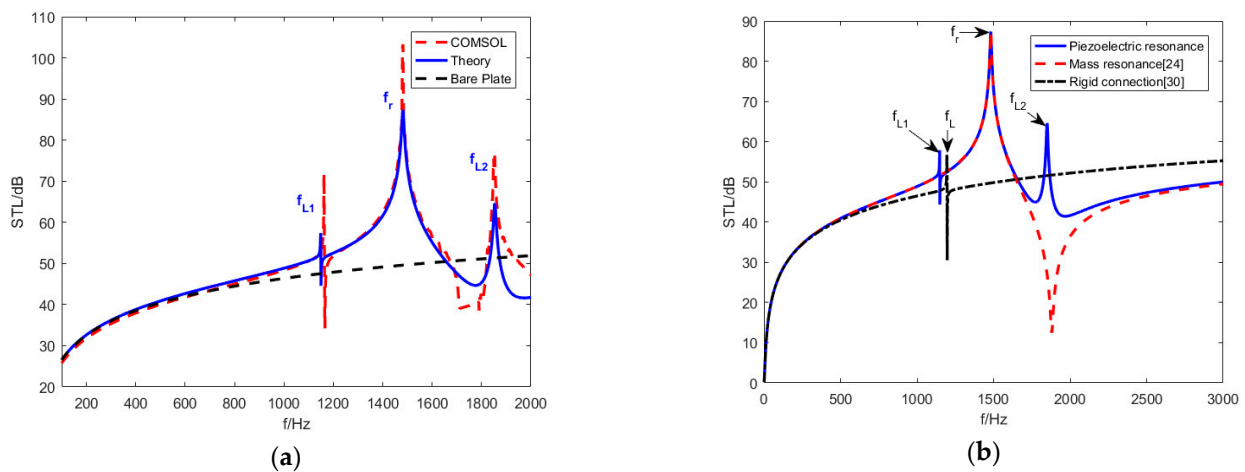 110
100
90
80
70
60
50
40
30
20
STL/dB
200 400 600 800 1000 1200 1400 1600 1800 2000
f/Hz
COMSOL
Theory
Bare Plate
f_r
f_L1
f_L2
(a)
90
80
70
60
50
40
30
20
10
0
STL/dB
0 500 1000 1500 2000 2500 3000
f/Hz
Piezoelectric resonance
Mass resonance[24]
Rigid connection[30]
f_r
f_L1
f_L
f_L2
(b)